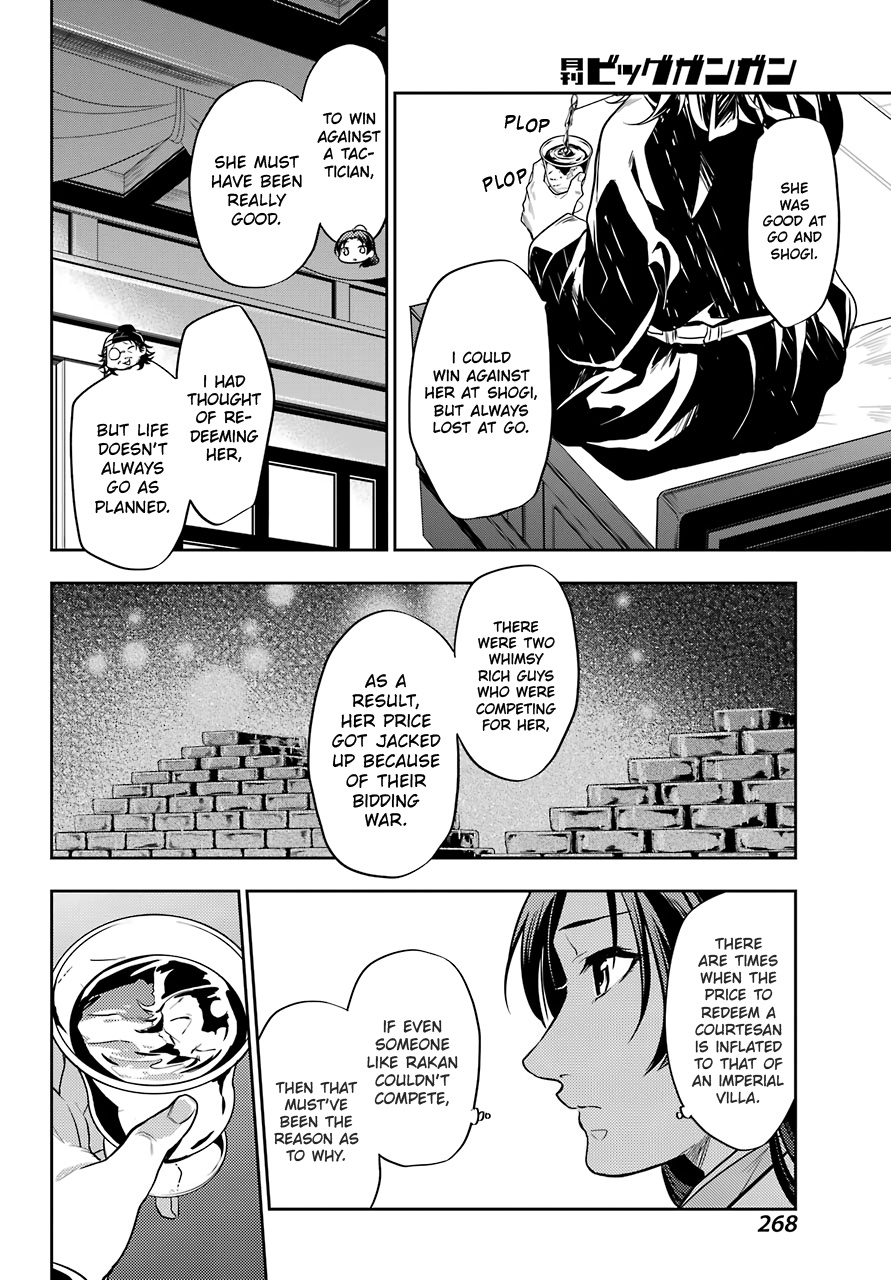 月刊ビッグガンガン
SHE
WAS
GOOD AT
GO AND
SHOGI.
PLOP
PLOP
I COULD
WIN AGAINST
HER AT SHOGI,
BUT ALWAYS
LOST AT GO.
TO WIN
AGAINST
A TAC-
TICIAN,
SHE MUST
HAVE BEEN
REALLY
GOOD.
I HAD
THOUGHT
OF RE-
DEEMING
HER,
BUT LIFE
DOESN'T
ALWAYS
GO AS
PLANNED.
THERE
WERE TWO
WHIMSY
RICH GUYS
WHO WERE
COMPETING
FOR HER,
AS A
RESULT,
HER PRICE
GOT JACKED
UP BECAUSE
OF THEIR
BIDDING
WAR.
THERE
ARE TIMES
WHEN THE
PRICE TO
REDEEM A
COURTESAN
IS INFLATED
TO THAT OF
AN IMPERIAL
VILLA.
IF EVEN
SOMEONE
LIKE RAKAN
COULDN'T
COMPETE,
THEN THAT
MUST'VE
BEEN THE
REASON AS
TO WHY.
268